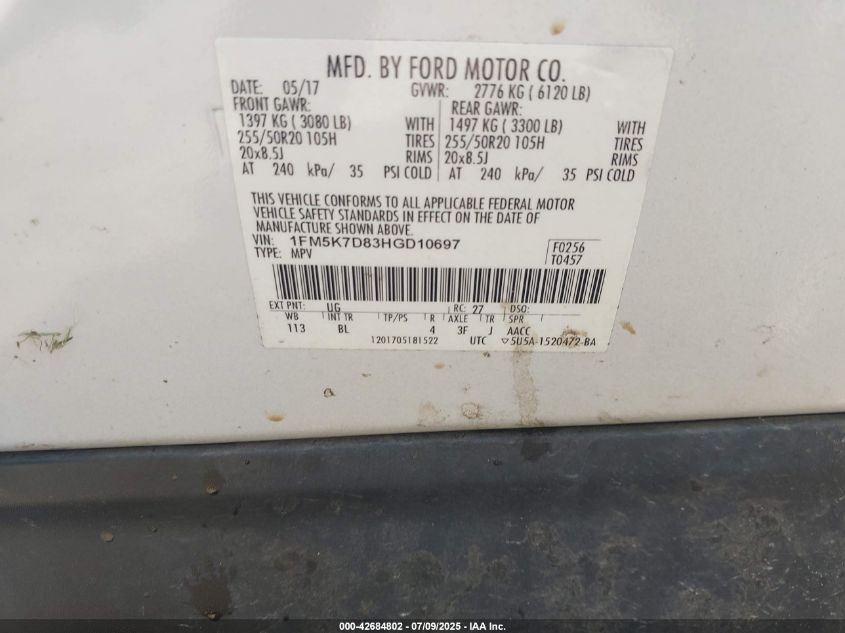 MFD. BY FORD MOTOR CO.
DATE: 05/17 GVWR: 2776 KG ( 6120 LB)
FRONT GAWR: REAR GAWR:
1397 KG ( 3080 LB) WITH 1497 KG ( 3300 LB) WITH
255/50R20 105H TIRES 255/50R20 105H TIRES
20x8.5J RIMS 20x8.5J RIMS
AT 240 kPa/ 35 PSI COLD AT 240 kPa/ 35 PSI COLD
THIS VEHICLE CONFORMS TO ALL APPLICABLE FEDERAL MOTOR
VEHICLE SAFETY STANDARDS IN EFFECT ON THE DATE OF
MANUFACTURE SHOWN ABOVE.
VIN: 1FM5K7D83HGD10697 F0256
TYPE: MPV T0457
EXT PNT: UG RC: 27 DSO:
WB INT TR TP/PS R AXLE TR SPR
113 BL 4 3F J AACC
1201705181522 UTC ▽5U5A-1520472-BA
000-42684802 - 07/09/2025 - IAA Inc.